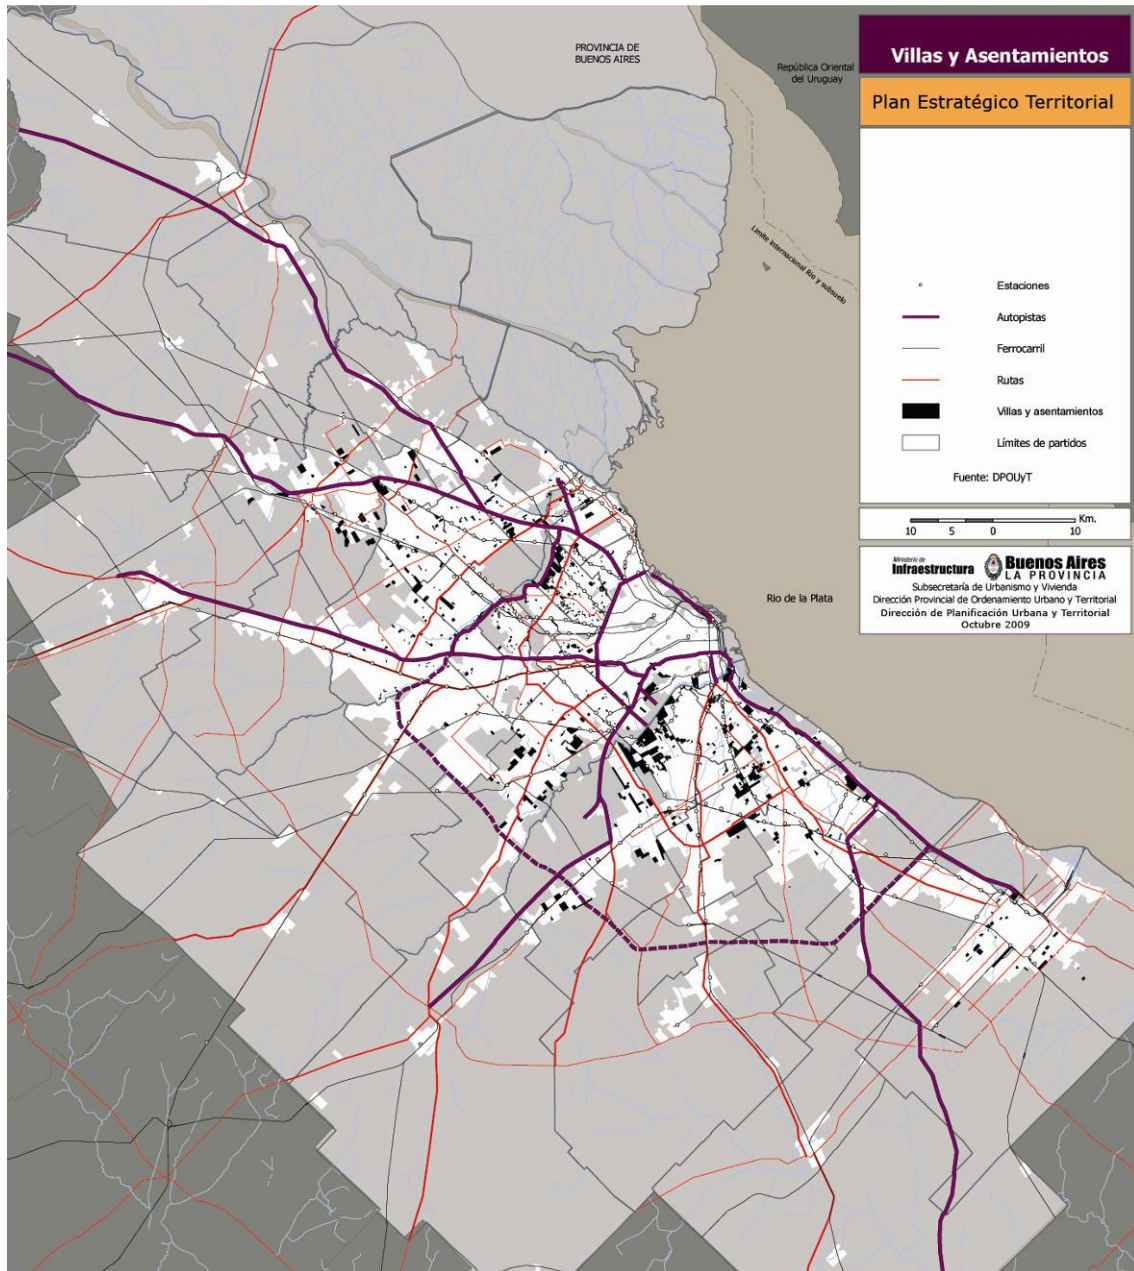 PROVINCIA DE
BUENOS AIRES
República Oriental
del Uruguay
Límite internacional Río y subsuelo
Rio de la Plata
Villas y Asentamientos
Plan Estratégico Territorial
Estaciones
Autopistas
Ferrocarril
Rutas
Villas y asentamientos
Límites de partidos
Fuente: DPOUyT
Km.
10 5 0 10
Ministerio de
Infraestructura
Buenos Aires
LA PROVINCIA
Subsecretaría de Urbanismo y Vivienda
Dirección Provincial de Ordenamiento Urbano y Territorial
Dirección de Planificación Urbana y Territorial
Octubre 2009